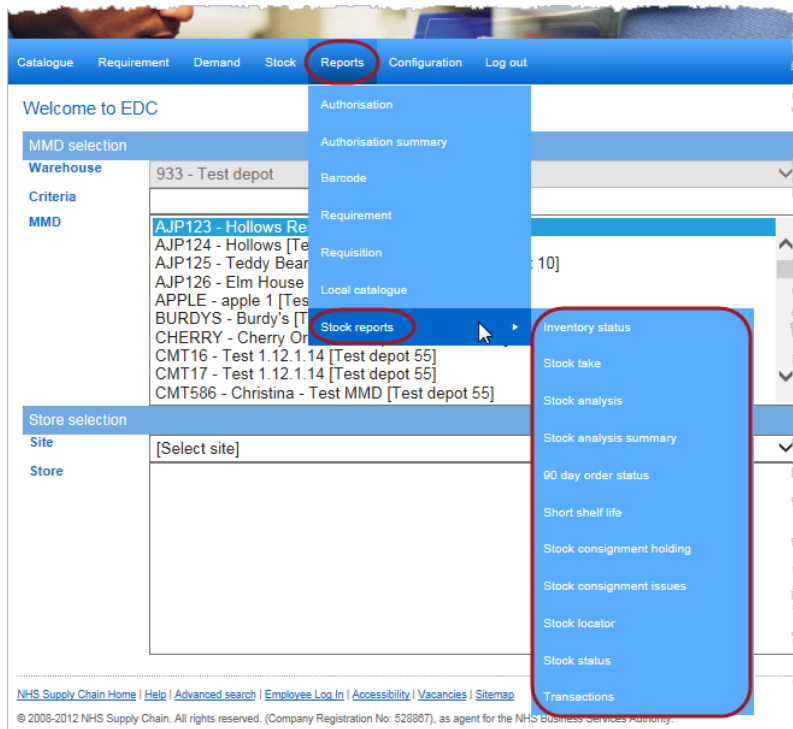 Catalogue Requirement Demand Stock Reports Configuration Log out
Welcome to EDC
Authorisation
Authorisation summary
Barcode
Requirement
Requisition
Local catalogue
Stock reports
Inventory status
Stock take
Stock analysis
Stock analysis summary
90 day order status
Short shelf life
Stock consignment holding
Stock consignment issues
Stock locator
Stock status
Transactions
MMD selection
Warehouse 933 - Test depot
Criteria
MMD
AJP123 - Hollows Re
AJP124 - Hollows [Te
AJP125 - Teddy Bear : 10]
AJP126 - Elm House
APPLE - apple 1 [Tes
BURDYS - Burdy's [T
CHERRY - Cherry Or
CMT16 - Test 1.12.1.14 [Test depot 55]
CMT17 - Test 1.12.1.14 [Test depot 55]
CMT586 - Christina - Test MMD [Test depot 55]
Store selection
Site [Select site]
Store
NHS Supply Chain Home | Help | Advanced search | Employee Log In | Accessibility | Vacancies | Sitemap
© 2008-2012 NHS Supply Chain. All rights reserved. (Company Registration No: 528867), as agent for the NHS Business Services Authority.